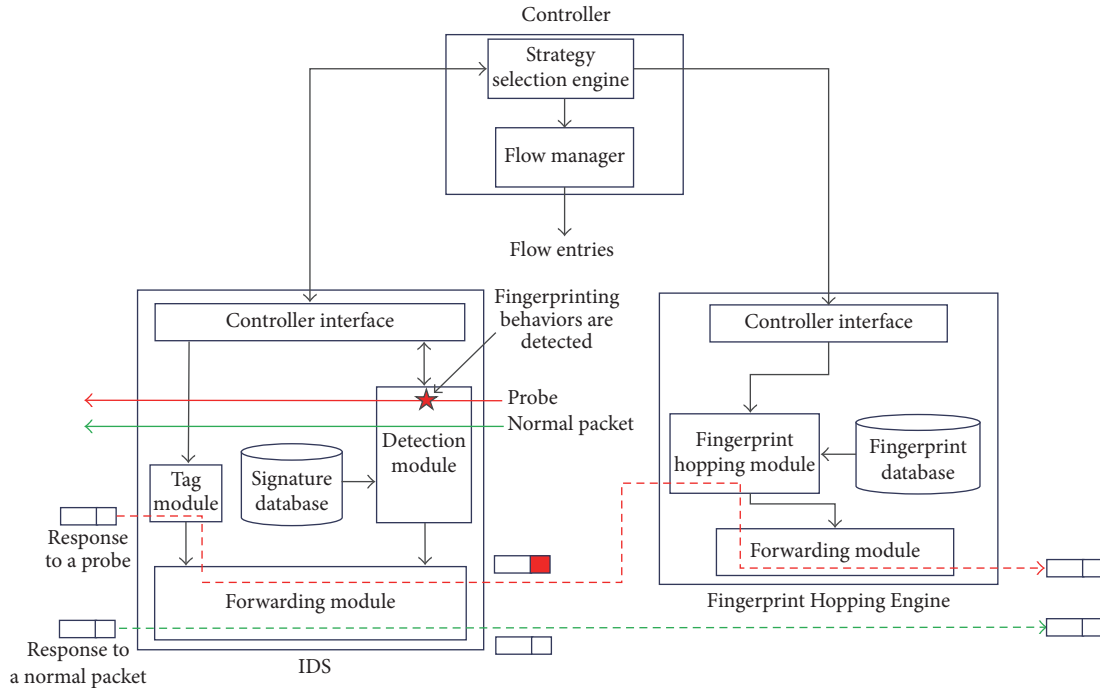 Controller
Strategy
selection engine
Flow manager
Flow entries
Fingerprinting
behaviors are
detected
Controller interface
Controller interface
Probe
Normal packet
Detection
module
Signature
database
Tag
module
Fingerprint
hopping module
Fingerprint
database
Response
to a probe
Forwarding module
Forwarding module
Fingerprint Hopping Engine
Response to
a normal packet
IDS